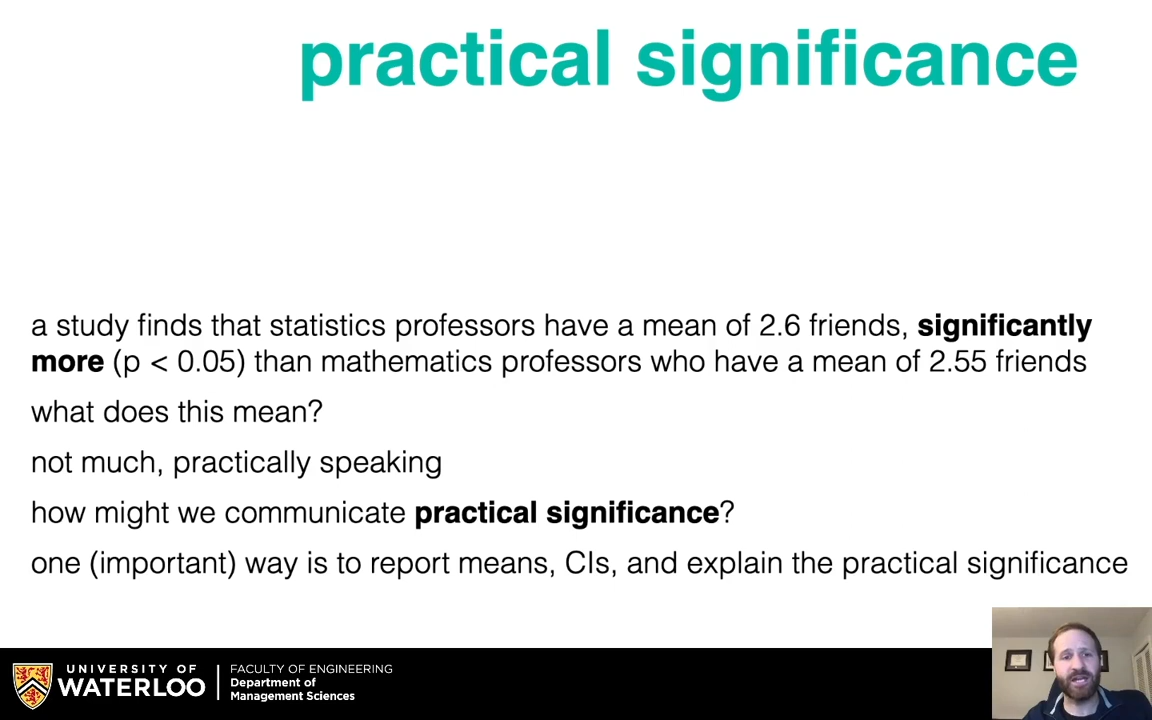 practical significance
a study finds that statistics professors have a mean of 2.6 friends, significantly
more (p < 0.05) than mathematics professors who have a mean of 2.55 friends
what does this mean?
not much, practically speaking
how might we communicate practical significance?
one (important) way is to report means, CIs, and explain the practical significance
UNIVERSITY OF
WATERLOO
FACULTY OF ENGINEERING
Department of
Management Sciences